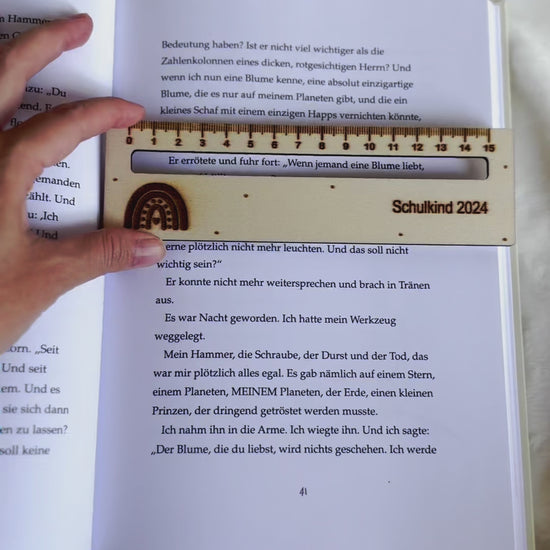 n Hammer
izu: „Du
end. E
en.
emanden
ählt. Und
u: ‚Ich
Und
orn. „Seit
Und seit
em. Und es
sie sich dann
en zu lassen?
soll keine
Bedeutung haben? Ist er nicht viel wichtiger als die
Zahlenkolonnen eines dicken, rotgesichtigen Herrn? Und
wenn ich nun eine Blume kenne, eine absolut einzigartige
Blume, die es nur auf meinem Planeten gibt, und die ein
kleines Schaf mit einem einzigen Happs vernichten könnte,
0 1 2 3 4 5 6 7 8 9 10 11 12 13 14 15
Er errötete und fuhr fort: „Wenn jemand eine Blume liebt,
Schulkind 2024
erne plötzlich nicht mehr leuchten. Und das soll nicht
wichtig sein?“
Er konnte nicht mehr weitersprechen und brach in Tränen
aus.
Es war Nacht geworden. Ich hatte mein Werkzeug
weggelegt.
Mein Hammer, die Schraube, der Durst und der Tod, das
war mir plötzlich alles egal. Es gab nämlich auf einem Stern,
einem Planeten, MEINEM Planeten, der Erde, einen kleinen
Prinzen, der dringend getröstet werden musste.
Ich nahm ihn in die Arme. Ich wiegte ihn. Und ich sagte:
„Der Blume, die du liebst, wird nichts geschehen. Ich werde
41